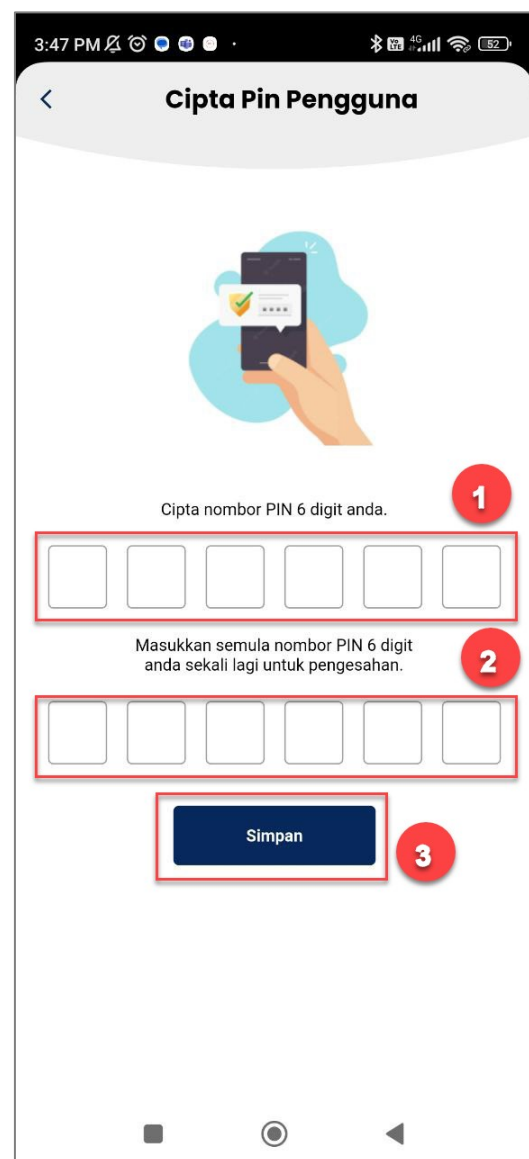 3:47 PM
4G
52
Cipta Pin Pengguna
Cipta nombor PIN 6 digit anda.
1
Masukkan semula nombor PIN 6 digit
anda sekali lagi untuk pengesahan.
2
Simpan
3